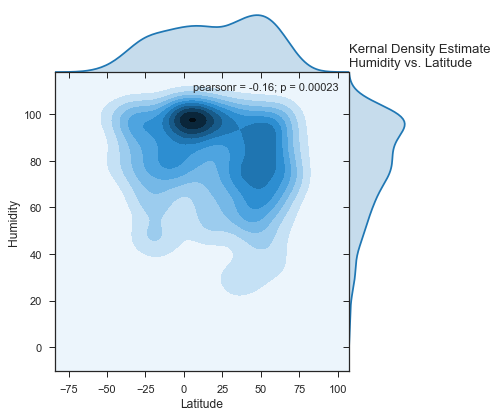 Kernal Density Estimate
Humidity vs. Latitude
pearsonr = -0.16; p = 0.00023
100
80
60
40
20
0
Humidity
−75 −50 −25 0 25 50 75 100
Latitude